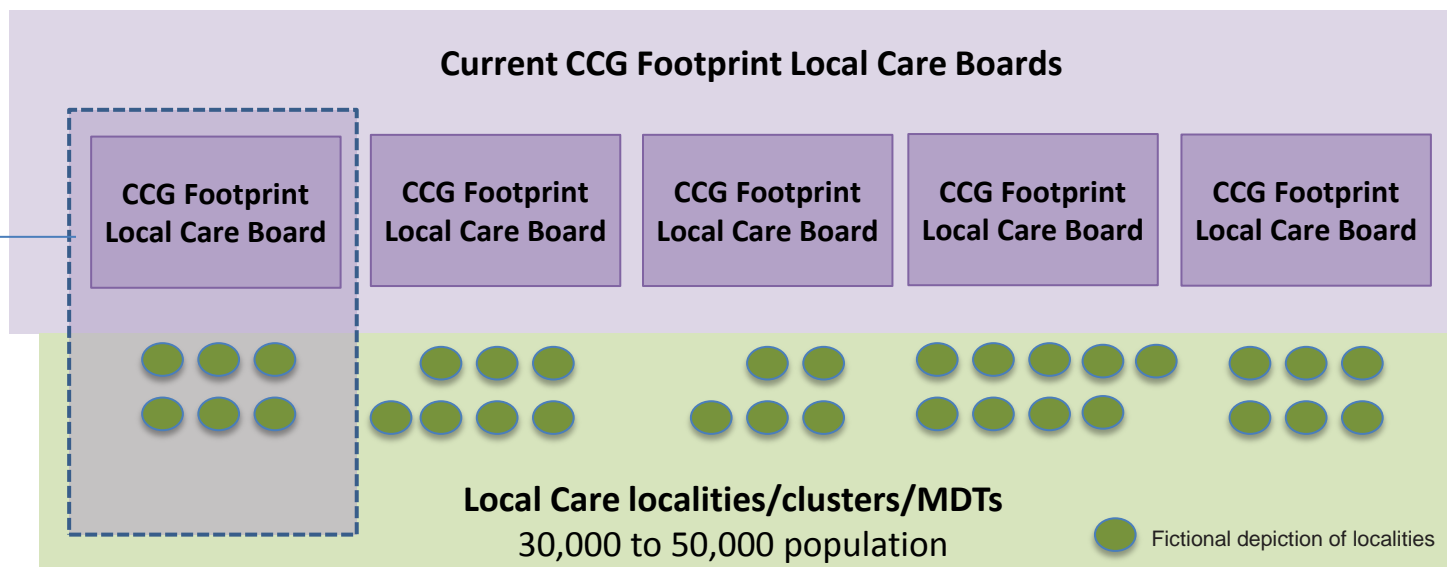 Current CCG Footprint Local Care Boards
CCG Footprint
Local Care Board
CCG Footprint
Local Care Board
CCG Footprint
Local Care Board
CCG Footprint
Local Care Board
CCG Footprint
Local Care Board
Local Care localities/clusters/MDTs
30,000 to 50,000 population
Fictional depiction of localities